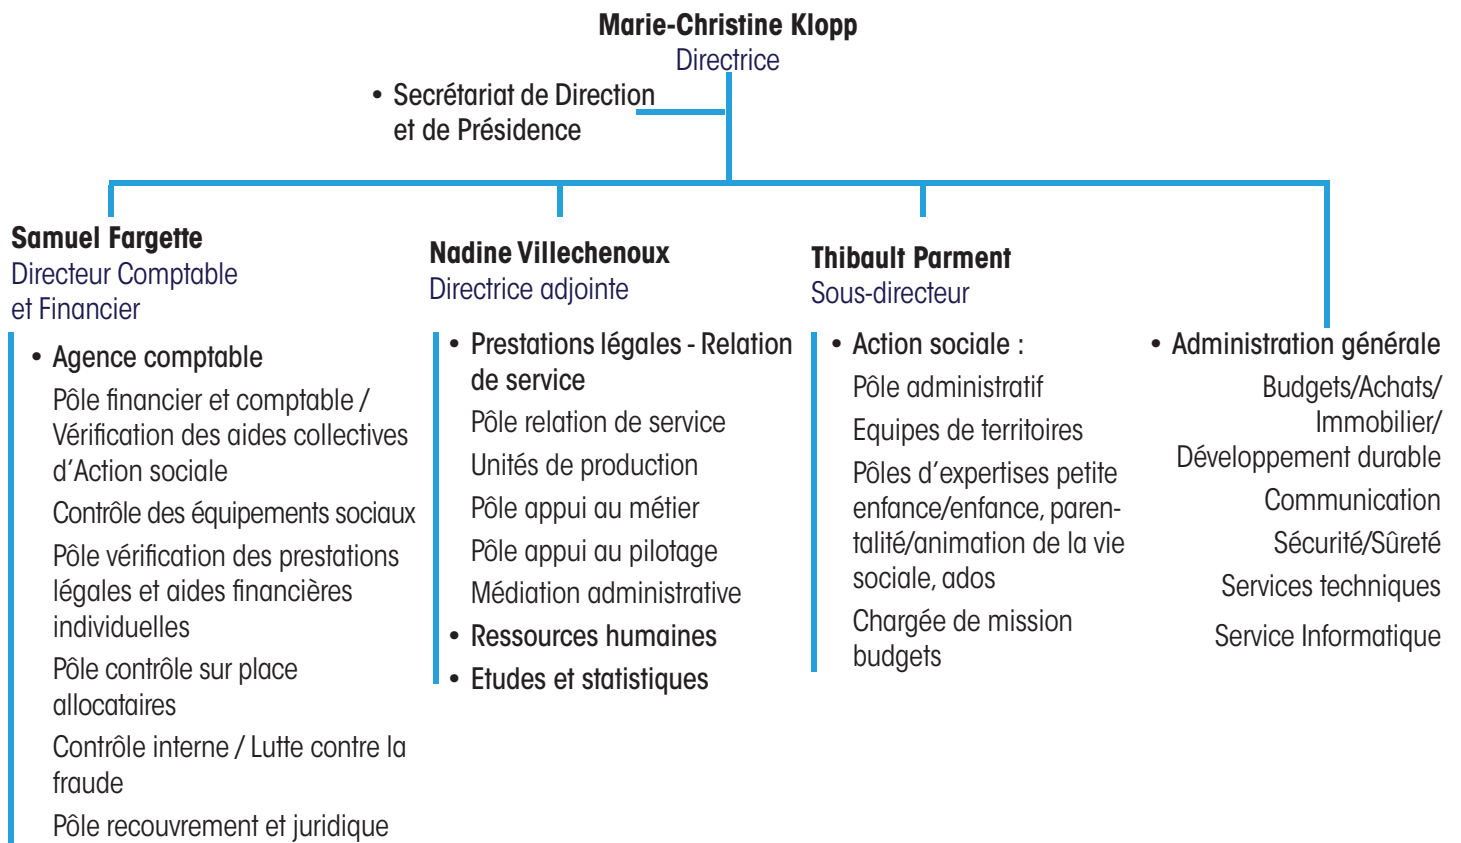 Marie-Christine Klopp
Directrice
• Secrétariat de Direction
et de Présidence
Samuel Fargette
Directeur Comptable
et Financier
• Agence comptable
Pôle financier et comptable /
Vérification des aides collectives
d'Action sociale
Contrôle des équipements sociaux
Pôle vérification des prestations
légales et aides financières
individuelles
Pôle contrôle sur place
allocataires
Contrôle interne / Lutte contre la
fraude
Pôle recouvrement et juridique
Nadine Villechenoux
Directrice adjointe
• Prestations légales - Relation
de service
Pôle relation de service
Unités de production
Pôle appui au métier
Pôle appui au pilotage
Médiation administrative
• Ressources humaines
• Etudes et statistiques
Thibault Parment
Sous-directeur
• Action sociale :
Pôle administratif
Equipes de territoires
Pôles d'expertises petite
enfance/enfance, paren-
talité/animation de la vie
sociale, ados
Chargée de mission
budgets
• Administration générale
Budgets/Achats/
Immobilier/
Développement durable
Communication
Sécurité/Sûreté
Services techniques
Service Informatique